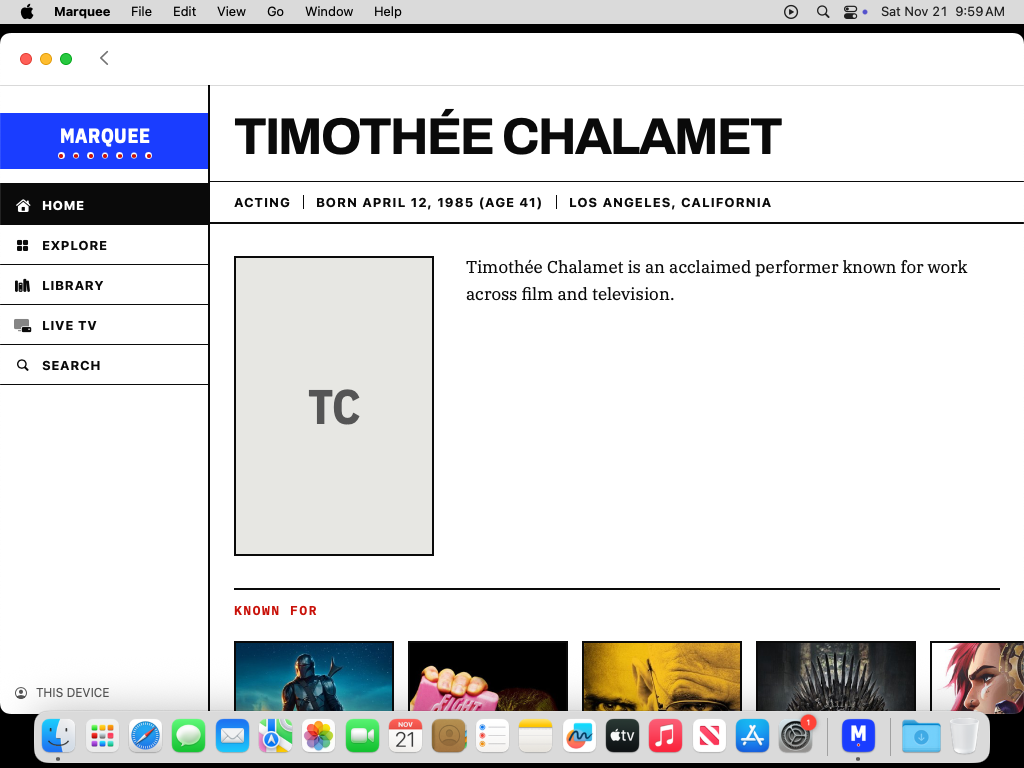 Marquee File Edit View Go Window Help Sat Nov 21 9:59 AM
MARQUEE
HOME
EXPLORE
LIBRARY
LIVE TV
SEARCH
THIS DEVICE
TIMOTHÉE CHALAMET
ACTING BORN APRIL 12, 1985 (AGE 41) LOS ANGELES, CALIFORNIA
TC
Timothée Chalamet is an acclaimed performer known for work
across film and television.
KNOWN FOR
FIGHT
NOV
21
tv
1
M